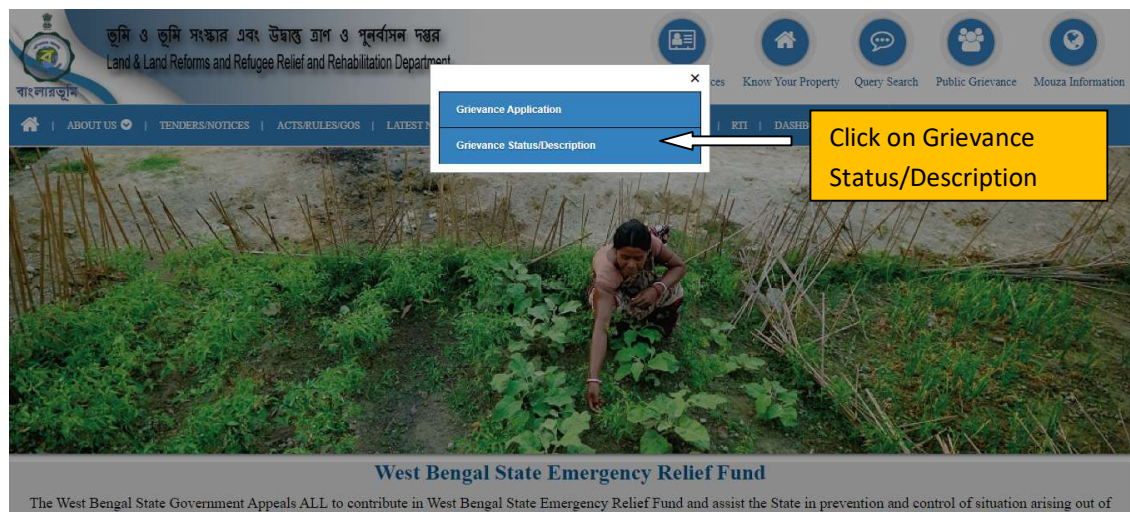 ভূমি ও ভূমি সংস্কার এবং উদ্বাস্তু ত্রাণ ও পুনর্বাসন দপ্তর
Land & Land Reforms and Refugee Relief and Rehabilitation Department
বাংলারভূমি
Know Your Property
Query Search
Public Grievance
Mouza Information
×
Grievance Application
Grievance Status/Description
ABOUT US | TENDERS/NOTICES | ACTS/RULES/GOS | LATEST
| RTI |
Click on Grievance
Status/Description
West Bengal State Emergency Relief Fund
The West Bengal State Government Appeals ALL to contribute in West Bengal State Emergency Relief Fund and assist the State in prevention and control of situation arising out of